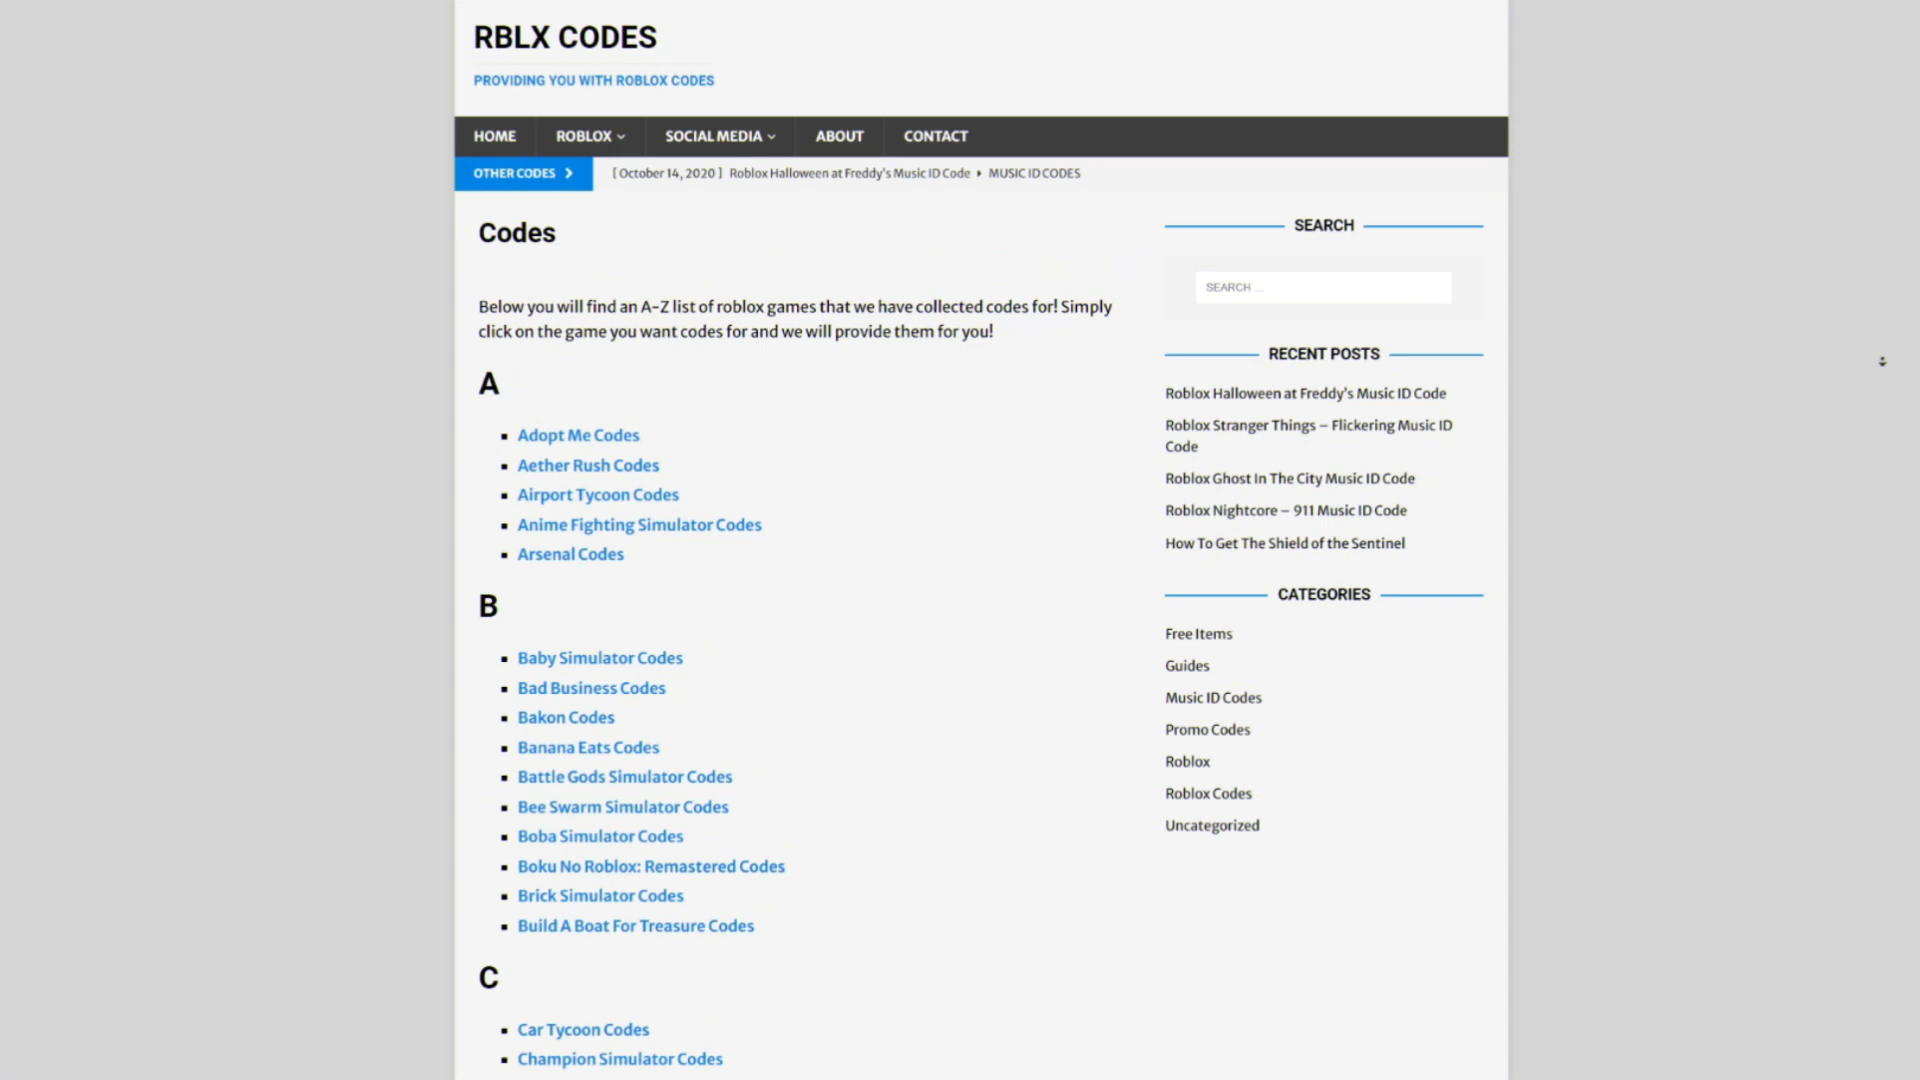 RBLX CODES
PROVIDING YOU WITH ROBLOX CODES
HOME ROBLOX SOCIAL MEDIA ABOUT CONTACT
OTHER CODES [ October 14, 2020 ] Roblox Halloween at Freddy's Music ID Code MUSIC ID CODES
Codes
Below you will find an A-Z list of roblox games that we have collected codes for! Simply
click on the game you want codes for and we will provide them for you!
A
Adopt Me Codes
Aether Rush Codes
Airport Tycoon Codes
Anime Fighting Simulator Codes
Arsenal Codes
B
Baby Simulator Codes
Bad Business Codes
Bakon Codes
Banana Eats Codes
Battle Gods Simulator Codes
Bee Swarm Simulator Codes
Boba Simulator Codes
Boku No Roblox: Remastered Codes
Brick Simulator Codes
Build A Boat For Treasure Codes
C
Car Tycoon Codes
Champion Simulator Codes
SEARCH
SEARCH ...
RECENT POSTS
Roblox Halloween at Freddy's Music ID Code
Roblox Stranger Things – Flickering Music ID
Code
Roblox Ghost In The City Music ID Code
Roblox Nightcore – 911 Music ID Code
How To Get The Shield of the Sentinel
CATEGORIES
Free Items
Guides
Music ID Codes
Promo Codes
Roblox
Roblox Codes
Uncategorized